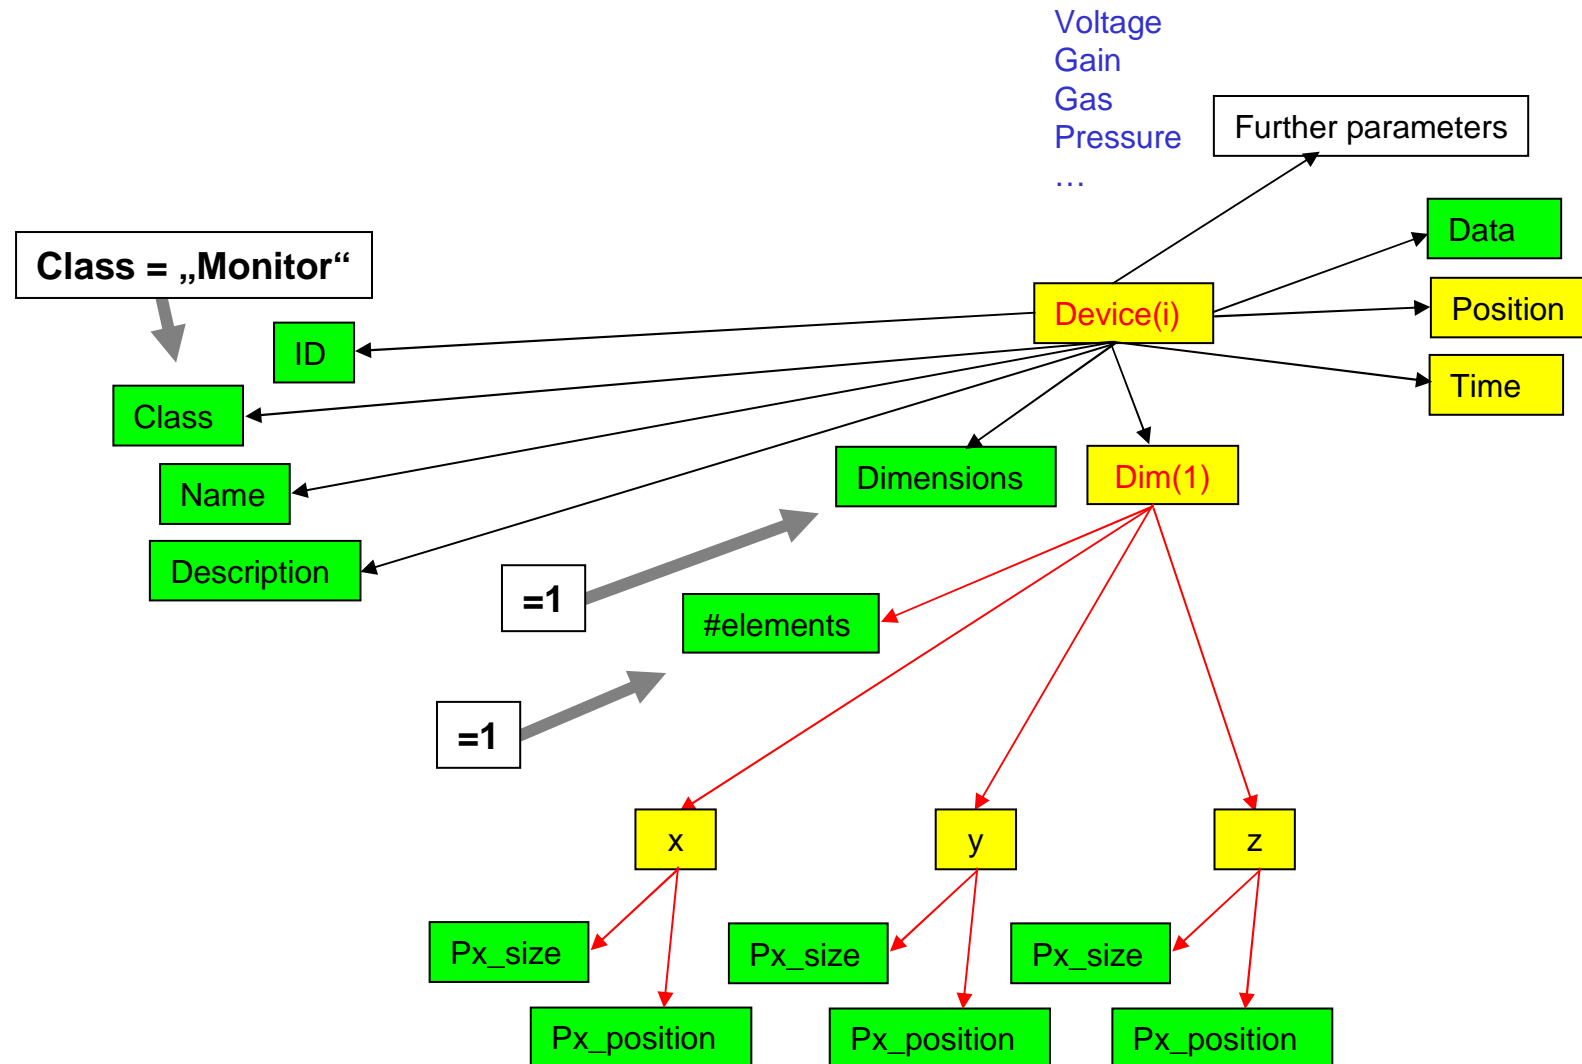 Voltage
Gain
Gas
Pressure
…
Further parameters
Data
Class = „Monitor“
Device(i)
Position
ID
Time
Class
Name
Dimensions
Dim(1)
Description
=1
#elements
=1
x
y
z
Px_size
Px_size
Px_size
Px_position
Px_position
Px_position